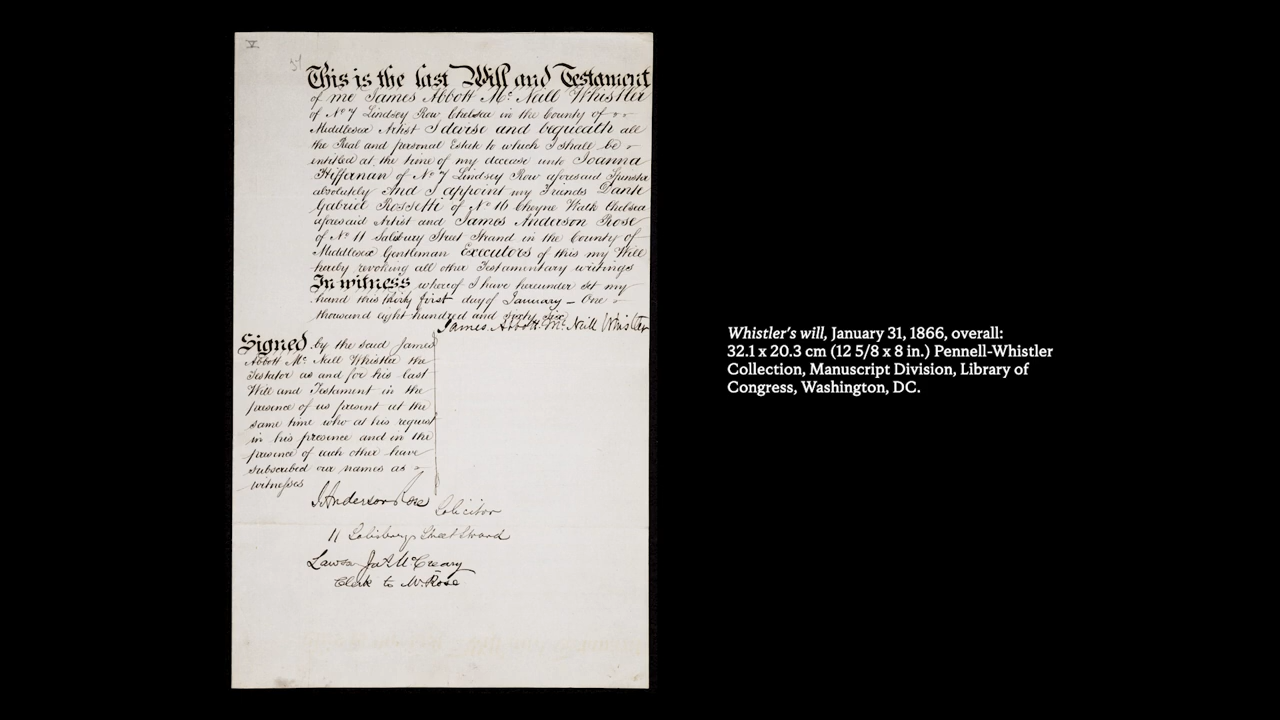 V
51
This is the last Will and Testament
of me James Abbott Mc Neill Whistler
of No 7 Lindsey Row Chelsea in the County of
Middlesex Artist I devise and bequeath all
the Real and personal Estate to which I shall be
entitled at the time of my decease unto Joanna
Hiffernan of No 7 Lindsey Row aforesaid Spinster
absolutely And I appoint my Friends Dante
Gabriel Rossetti of No 16 Cheyne Walk Chelsea
aforesaid Artist and James Anderson Rose
of No 11 Salisbury Street Strand in the County of
Middlesex Gentleman Executors of this my Will
hereby revoking all other Testamentary writings
In witness whereof I have hereunder set my
hand this thirty first day of January – One
thousand eight hundred and sixty six
James Abbott Mc Neill Whistler
Signed by the said James
Abbott Mc Neill Whistler the
Testator as and for his last
Will and Testament in the
presence of us present at the
same time who at his request
in his presence and in the
presence of each other have
subscribed our names as
witnesses
J Anderson Rose
Solicitor
11 Salisbury Street Strand
McCreary
Clerk to Mr Rose
Whistler's will, January 31, 1866, overall:
32.1 x 20.3 cm (12 5/8 x 8 in.) Pennell-Whistler
Collection, Manuscript Division, Library of
Congress, Washington, DC.